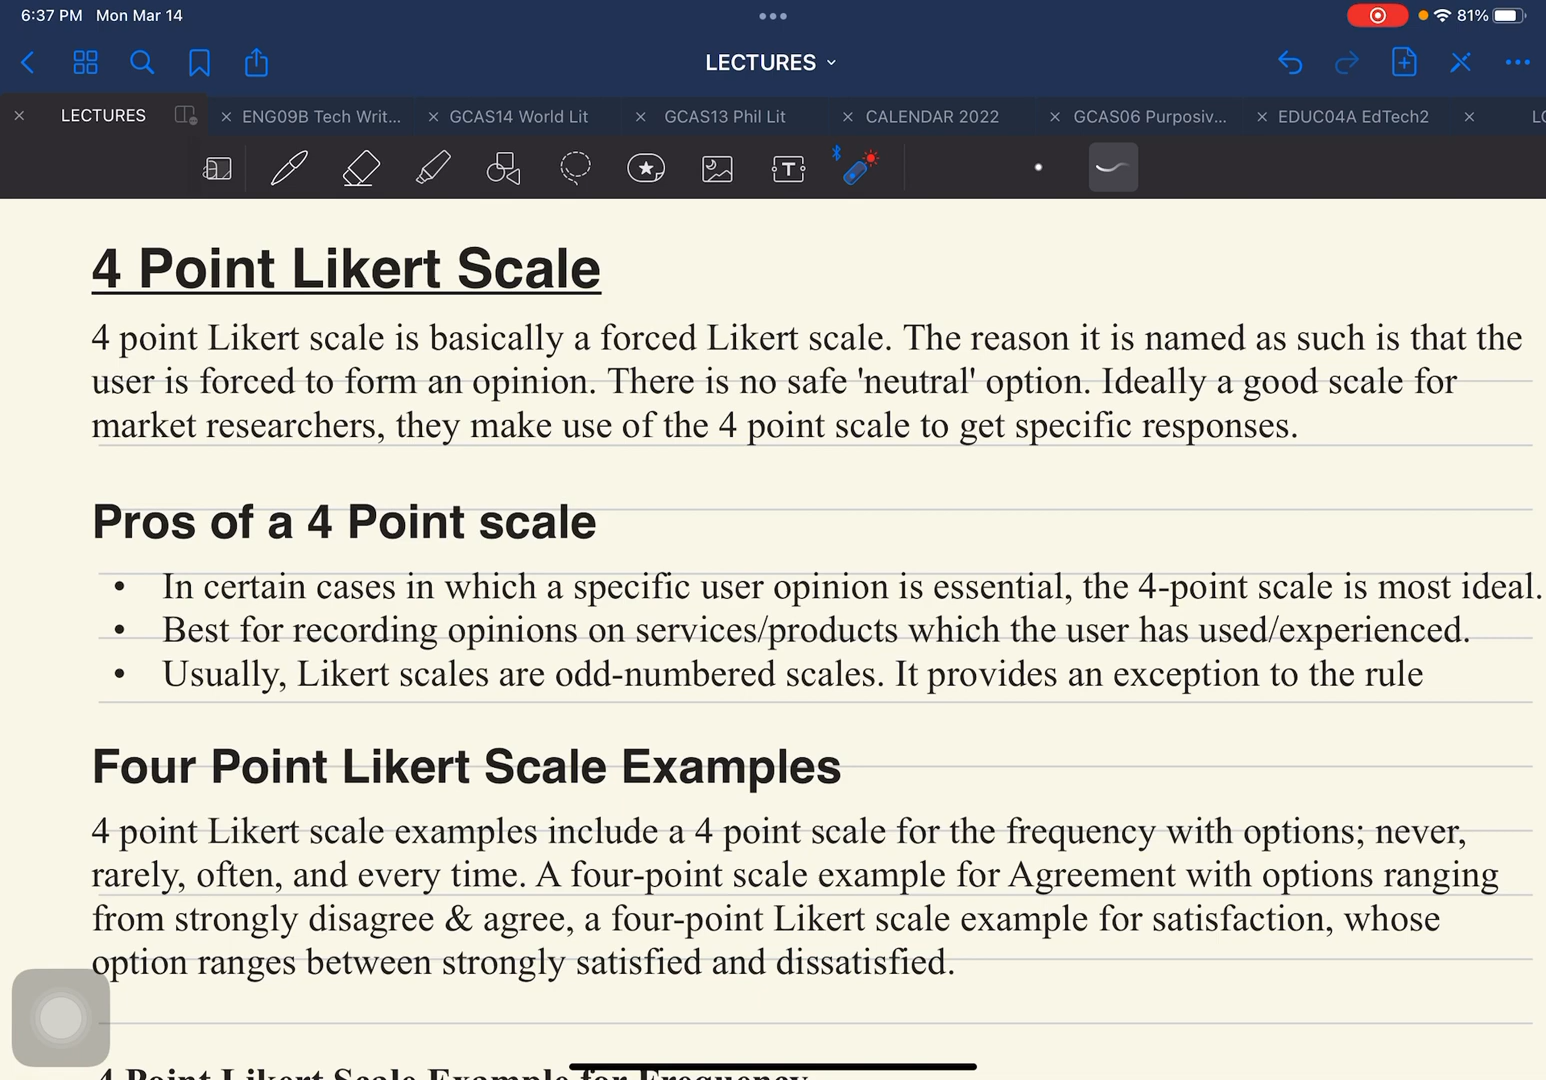 6:37 PM Mon Mar 14
81%
LECTURES
LECTURES
ENG09B Tech Writ...
GCAS14 World Lit
GCAS13 Phil Lit
CALENDAR 2022
GCAS06 Purposiv...
EDUC04A EdTech2
T
4 Point Likert Scale
4 point Likert scale is basically a forced Likert scale. The reason it is named as such is that the
user is forced to form an opinion. There is no safe 'neutral' option. Ideally a good scale for
market researchers, they make use of the 4 point scale to get specific responses.
Pros of a 4 Point scale
• In certain cases in which a specific user opinion is essential, the 4-point scale is most ideal.
• Best for recording opinions on services/products which the user has used/experienced.
• Usually, Likert scales are odd-numbered scales. It provides an exception to the rule
Four Point Likert Scale Examples
4 point Likert scale examples include a 4 point scale for the frequency with options; never,
rarely, often, and every time. A four-point scale example for Agreement with options ranging
from strongly disagree & agree, a four-point Likert scale example for satisfaction, whose
option ranges between strongly satisfied and dissatisfied.
4 Point Likert Scale Example for Frequency